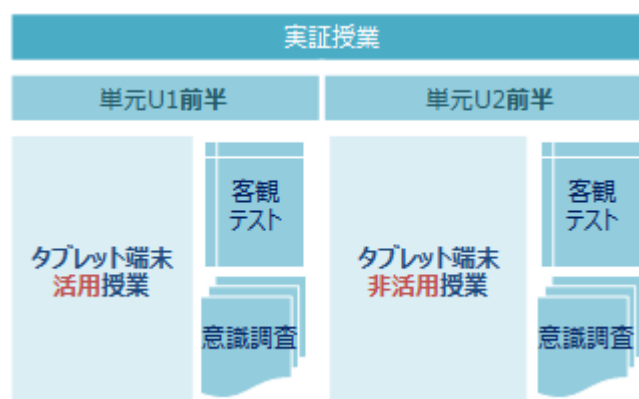 実証授業
単元U1前半
単元U2前半
タブレット端末
活用授業
客観
テスト
意識調査
タブレット端末
非活用授業
客観
テスト
意識調査